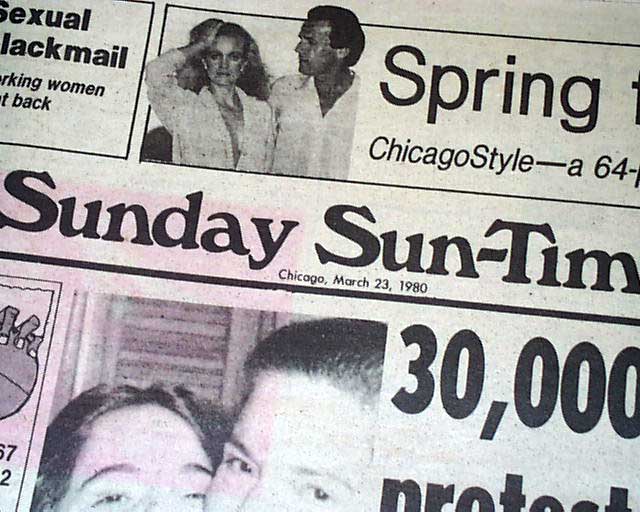 Sexual
lackmail
rking women
t back
Spring
ChicagoStyle—a 64-
Sunday Sun-Tim
Chicago, March 23, 1980
30,000
protest
67
2